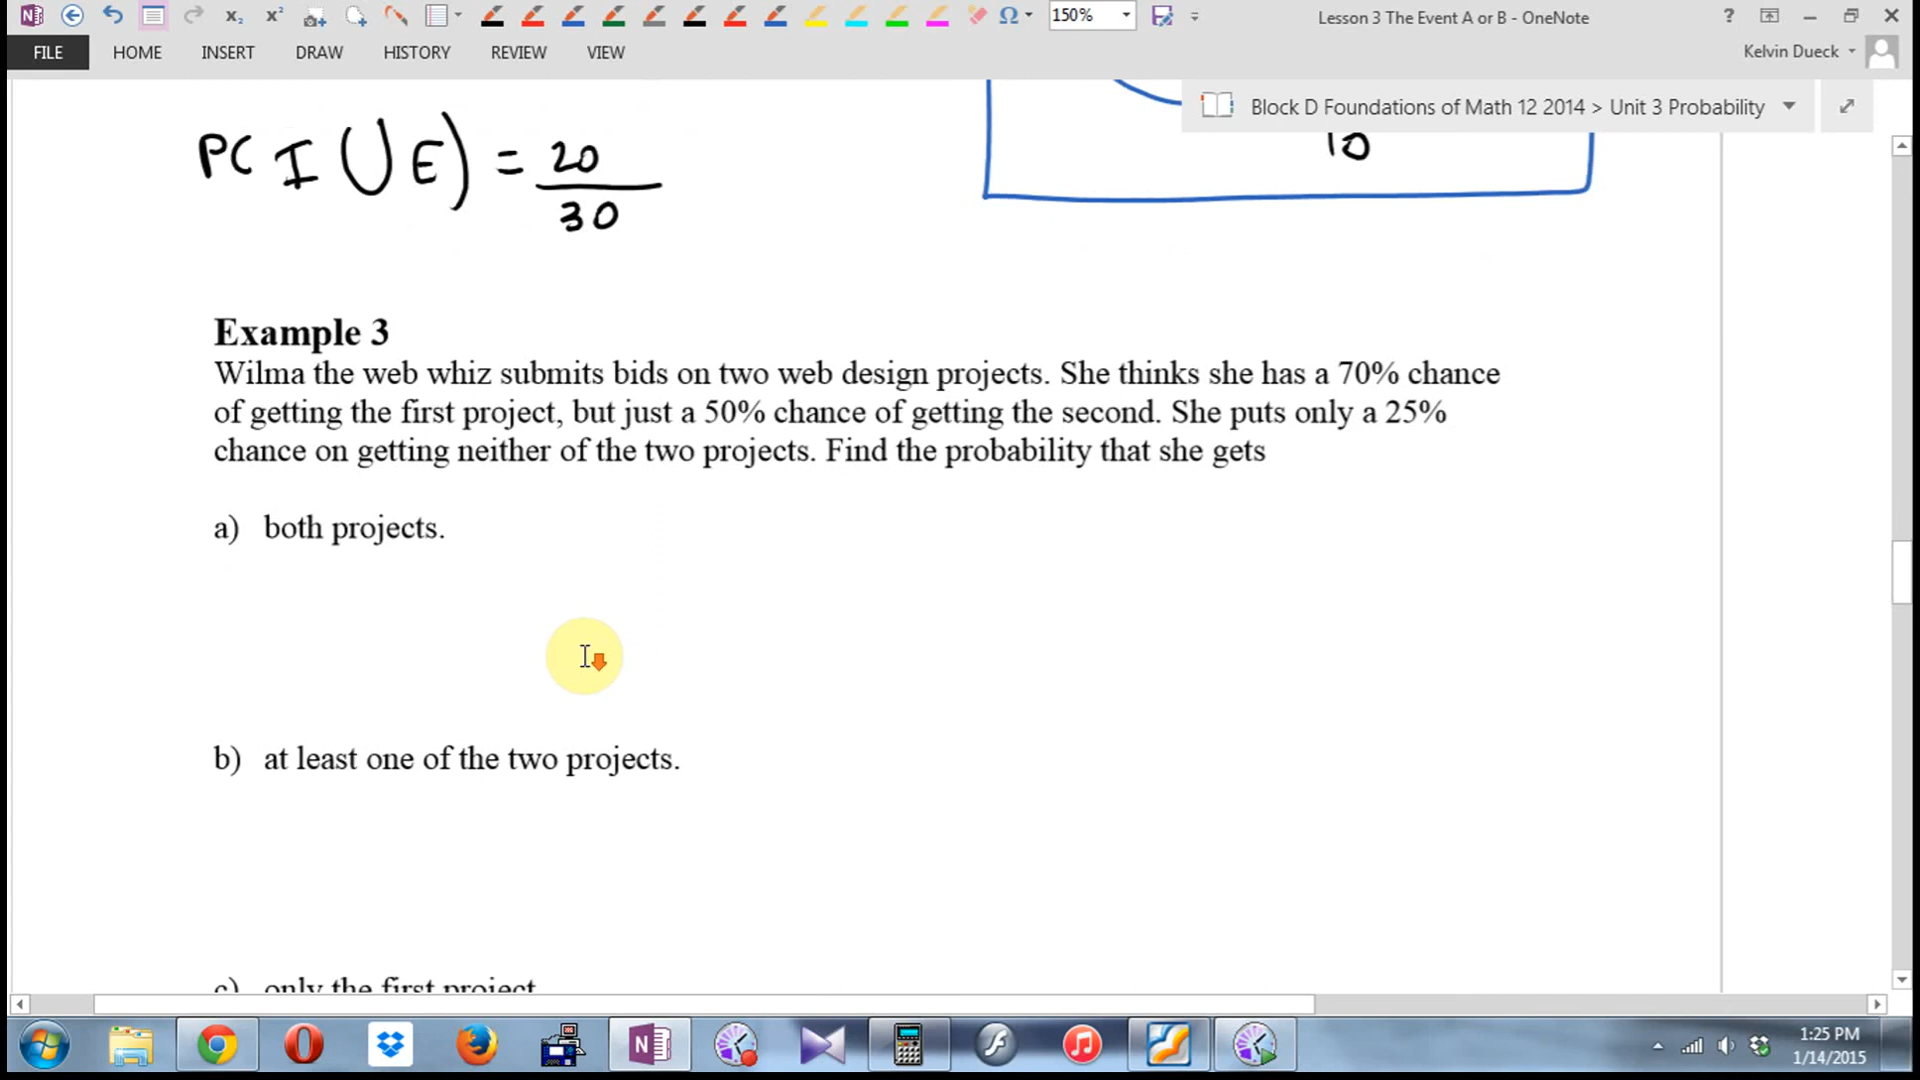 Lesson 3 The Event A or B - OneNote
150%
FILE HOME INSERT DRAW HISTORY REVIEW VIEW
Kelvin Dueck
Block D Foundations of Math 12 2014 > Unit 3 Probability
P( I ∪ E) = 20
30
10
Example 3
Wilma the web whiz submits bids on two web design projects. She thinks she has a 70% chance
of getting the first project, but just a 50% chance of getting the second. She puts only a 25%
chance on getting neither of the two projects. Find the probability that she gets
a) both projects.
b) at least one of the two projects.
c) only the first project
1:25 PM
1/14/2015